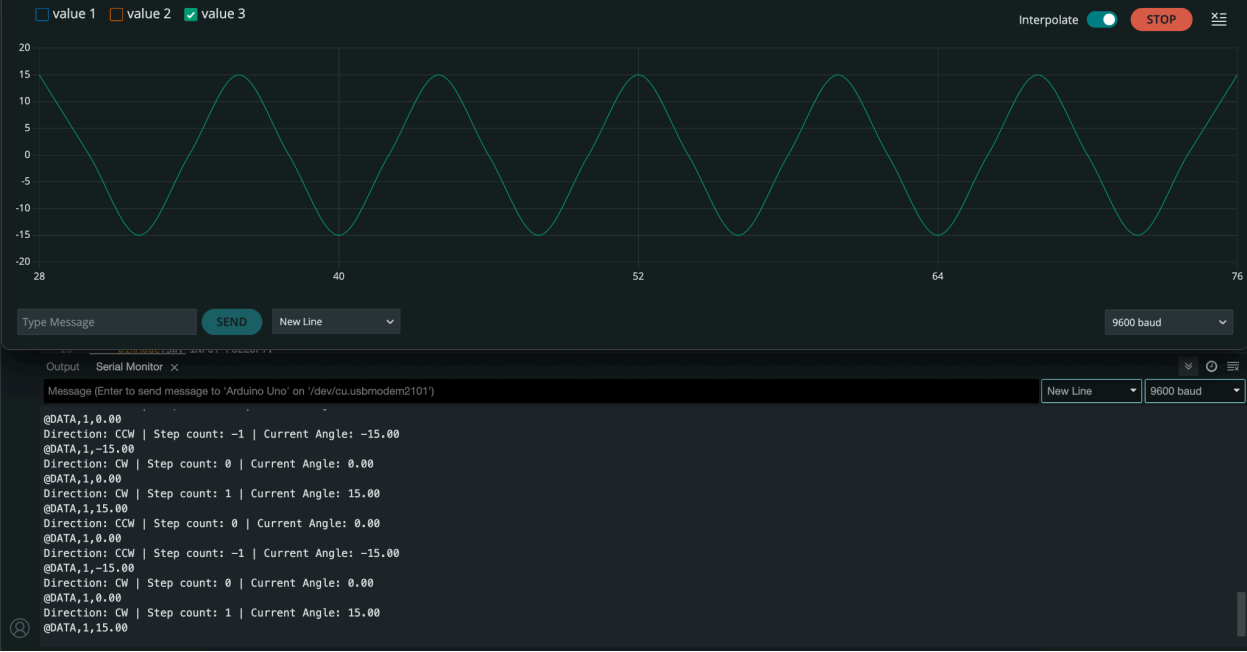 value 1 value 2 value 3
Interpolate STOP
20
15
10
5
0
-5
-10
-15
-20
28 40 52 64 76
Type Message SEND New Line 9600 baud
Output Serial Monitor
Message (Enter to send message to 'Arduino Uno' on '/dev/cu.usbmodem2101') New Line 9600 baud
@DATA,1,0.00
Direction: CCW | Step count: -1 | Current Angle: -15.00
@DATA,1,-15.00
Direction: CW | Step count: 0 | Current Angle: 0.00
@DATA,1,0.00
Direction: CW | Step count: 1 | Current Angle: 15.00
@DATA,1,15.00
Direction: CCW | Step count: 0 | Current Angle: 0.00
@DATA,1,0.00
Direction: CCW | Step count: -1 | Current Angle: -15.00
@DATA,1,-15.00
Direction: CW | Step count: 0 | Current Angle: 0.00
@DATA,1,0.00
Direction: CW | Step count: 1 | Current Angle: 15.00
@DATA,1,15.00